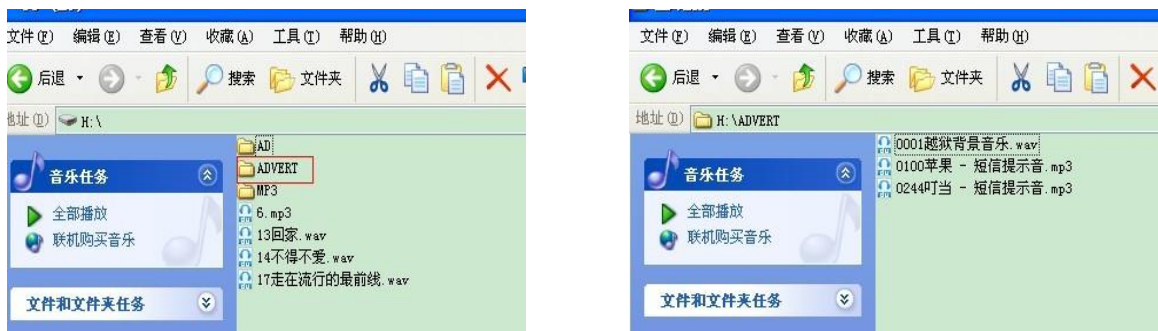 文件(F) 编辑(E) 查看(V) 收藏(A) 工具(T) 帮助(H)
后退 搜索 文件夹
地址(D) H:\
音乐任务
全部播放
联机购买音乐
文件和文件夹任务
AD
ADVERT
MP3
6.mp3
13回家.wav
14不得不爱.wav
17走在流行的最前线.wav
文件(F) 编辑(E) 查看(V) 收藏(A) 工具(T) 帮助(H)
后退 搜索 文件夹
地址(D) H:\ADVERT
音乐任务
全部播放
联机购买音乐
文件和文件夹任务
0001越狱背景音乐.wav
0100苹果 - 短信提示音.mp3
0244叮当 - 短信提示音.mp3